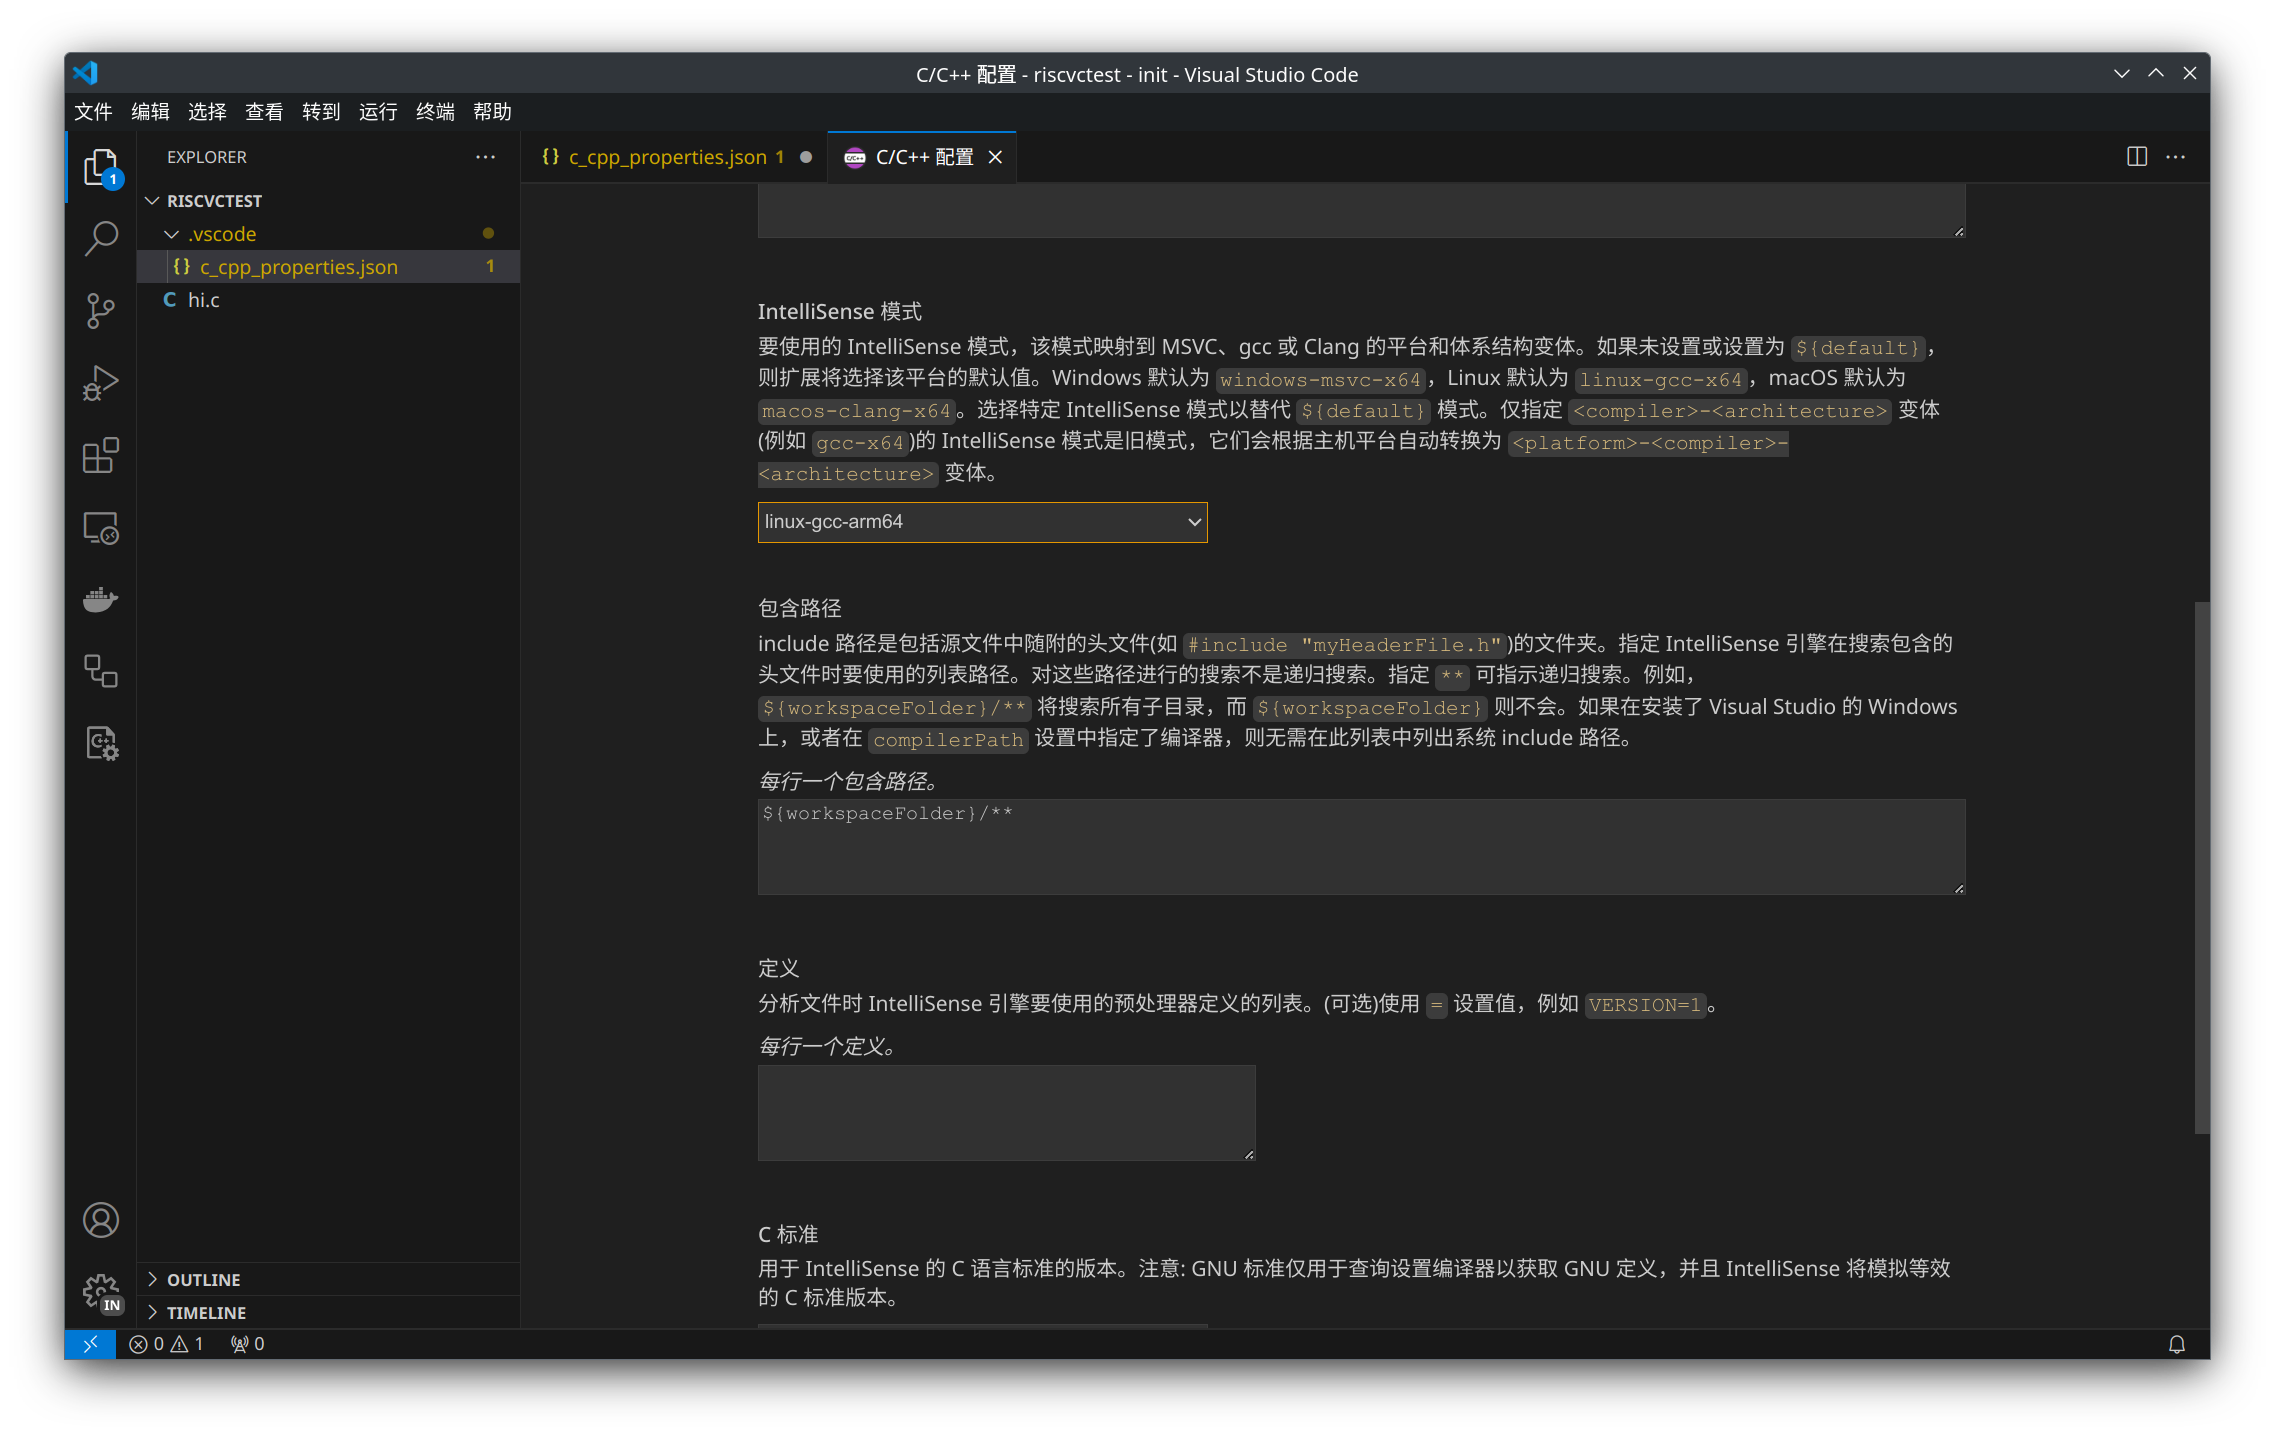 C/C++ 配置 - riscvctest - init - Visual Studio Code
文件 编辑 选择 查看 转到 运行 终端 帮助
EXPLORER
RISCVCTEST
.vscode
{} c_cpp_properties.json 1
C hi.c
OUTLINE
TIMELINE
1
IN
{} c_cpp_properties.json 1
C/C++ 配置
IntelliSense 模式
要使用的 IntelliSense 模式，该模式映射到 MSVC、gcc 或 Clang 的平台和体系结构变体。如果未设置或设置为 ${default}，
则扩展将选择该平台的默认值。Windows 默认为 windows-msvc-x64，Linux 默认为 linux-gcc-x64，macOS 默认为
macos-clang-x64。选择特定 IntelliSense 模式以替代 ${default} 模式。仅指定 <compiler>-<architecture> 变体
(例如 gcc-x64)的 IntelliSense 模式是旧模式，它们会根据主机平台自动转换为 <platform>-<compiler>-
<architecture> 变体。
linux-gcc-arm64
包含路径
include 路径是包括源文件中随附的头文件(如 #include "myHeaderFile.h")的文件夹。指定 IntelliSense 引擎在搜索包含的
头文件时要使用的列表路径。对这些路径进行的搜索不是递归搜索。指定 ** 可指示递归搜索。例如，
${workspaceFolder}/** 将搜索所有子目录，而 ${workspaceFolder} 则不会。如果在安装了 Visual Studio 的 Windows
上，或者在 compilerPath 设置中指定了编译器，则无需在此列表中列出系统 include 路径。
每行一个包含路径。
${workspaceFolder}/**
定义
分析文件时 IntelliSense 引擎要使用的预处理器定义的列表。(可选)使用 = 设置值，例如 VERSION=1。
每行一个定义。
C 标准
用于 IntelliSense 的 C 语言标准的版本。注意: GNU 标准仅用于查询设置编译器以获取 GNU 定义，并且 IntelliSense 将模拟等效
的 C 标准版本。
0 1 0